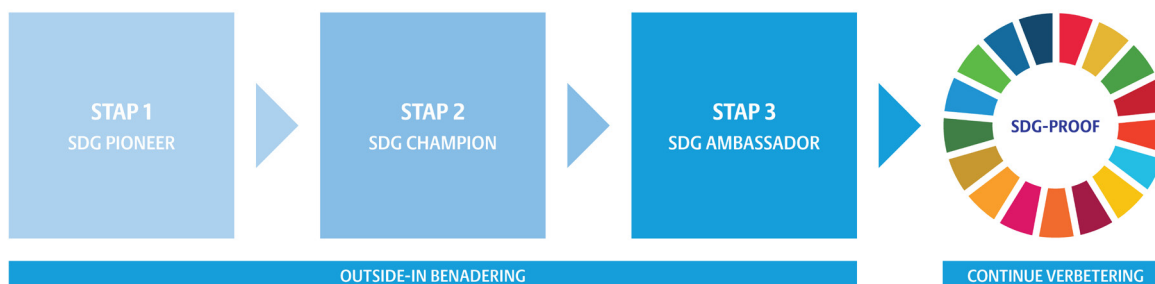 STAP 1
SDG PIONEER
STAP 2
SDG CHAMPION
STAP 3
SDG AMBASSADOR
SDG-PROOF
OUTSIDE-IN BENADERING
CONTINUE VERBETERING